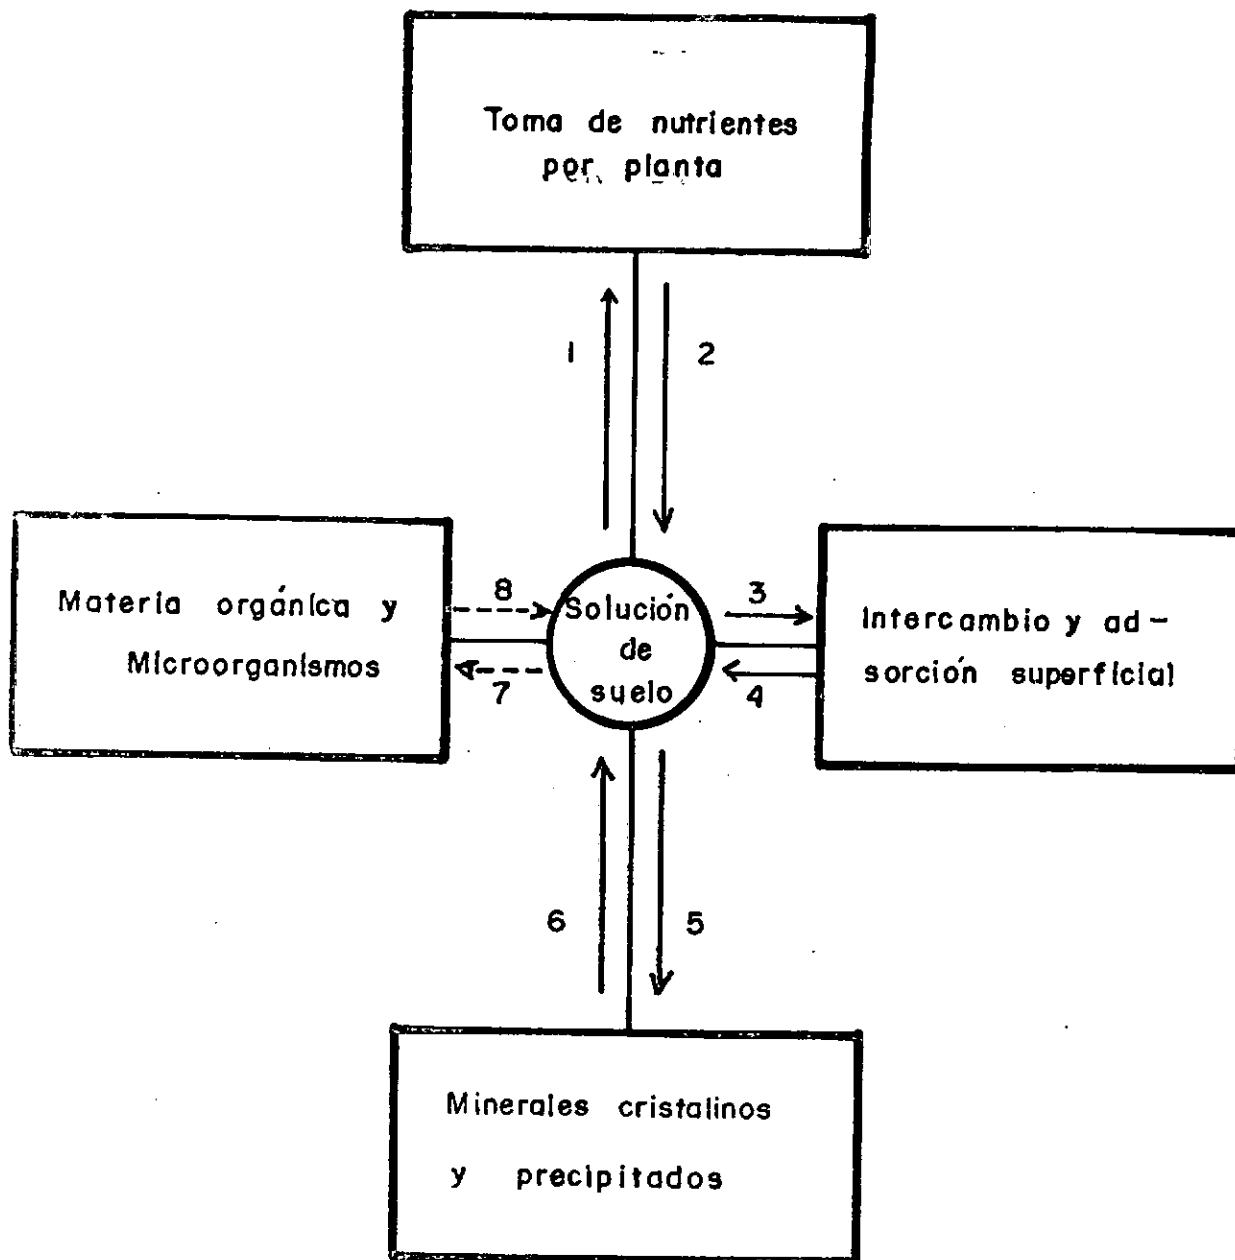 Toma de nutrientes
por planta
1
2
Materia orgánica y
Microorganismos
8
7
Solución
de
suelo
3
4
Intercambio y ad-
sorción superficial
6
5
Minerales cristalinos
y precipitados